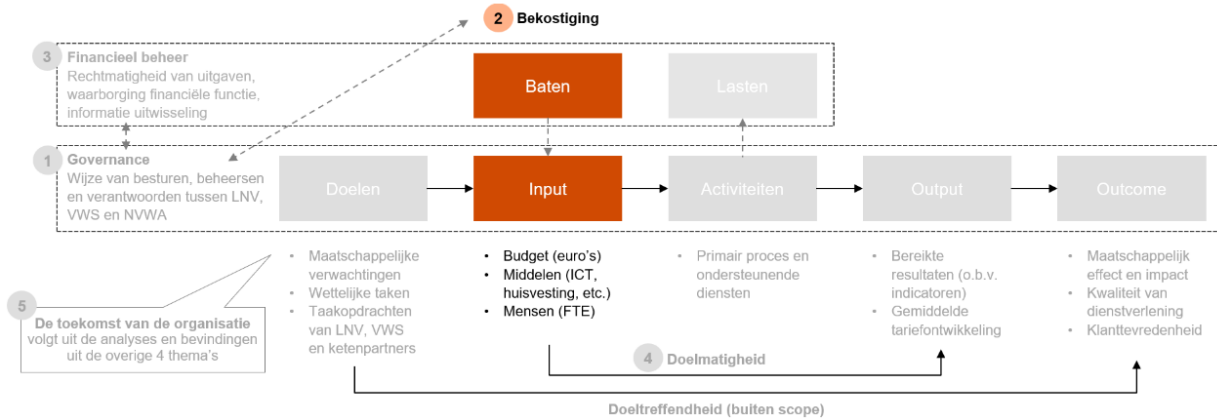 2 Bekostiging
3 Financieel beheer
Rechtmatigheid van uitgaven,
waarborging financiële functie,
informatie uitwisseling
Baten
Lasten
1 Governance
Wijze van besturen, beheersen
en verantwoorden tussen LNV,
VWS en NVWA
Doelen
Input
Activiteiten
Output
Outcome
• Maatschappelijke
verwachtingen
• Wettelijke taken
• Taakopdrachten
van LNV, VWS
en ketenpartners
• Budget (euro's)
• Middelen (ICT,
huisvesting, etc.)
• Mensen (FTE)
• Primair proces en
ondersteunende
diensten
• Bereikte
resultaten (o.b.v.
indicatoren)
• Gemiddelde
tariefontwikkeling
• Maatschappelijk
effect en impact
• Kwaliteit van
dienstverlening
• Klanttevredenheid
5
De toekomst van de organisatie
volgt uit de analyses en bevindingen
uit de overige 4 thema's
4 Doelmatigheid
Doeltreffendheid (buiten scope)